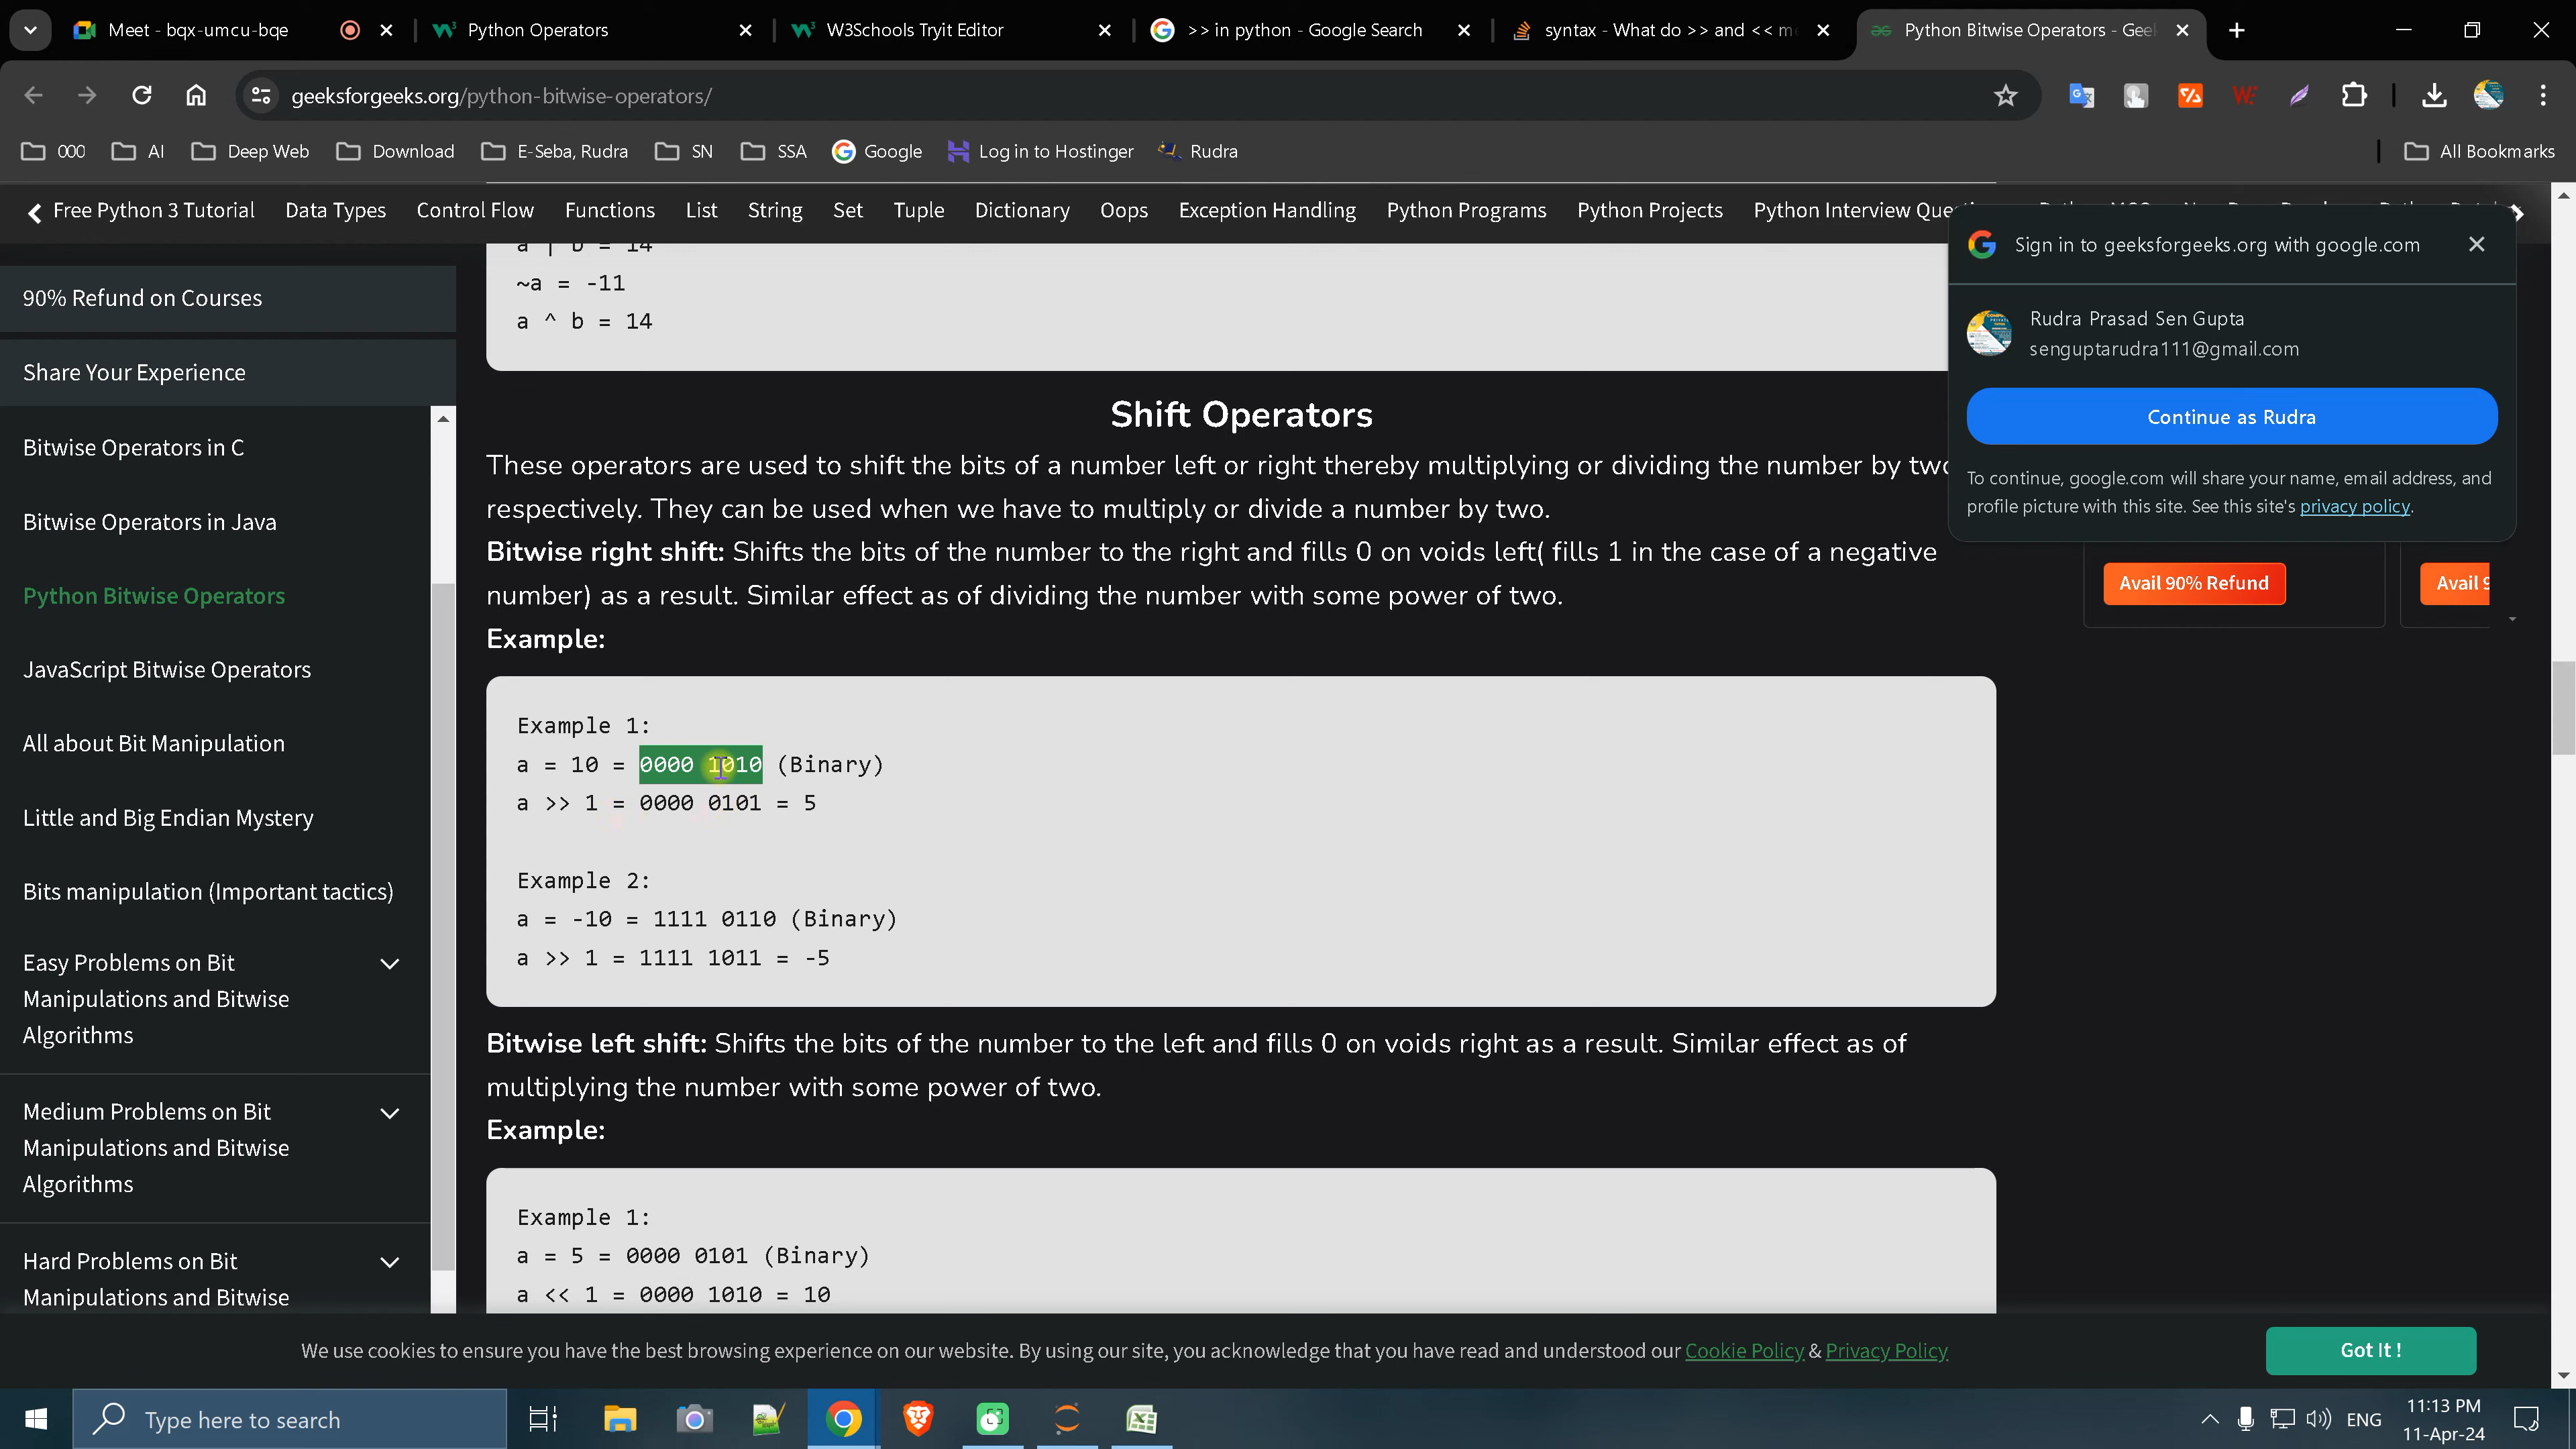 Meet - bqx-umcu-bqe
Python Operators
W3Schools Tryit Editor
>> in python - Google Search
syntax - What do >> and << me
Python Bitwise Operators - Geek
geeksforgeeks.org/python-bitwise-operators/
000
AI
Deep Web
Download
E-Seba, Rudra
SN
SSA
Google
Log in to Hostinger
Rudra
All Bookmarks
Free Python 3 Tutorial
Data Types
Control Flow
Functions
List
String
Set
Tuple
Dictionary
Oops
Exception Handling
Python Programs
Python Projects
Python Interview Questi
90% Refund on Courses
Share Your Experience
Bitwise Operators in C
Bitwise Operators in Java
Python Bitwise Operators
JavaScript Bitwise Operators
All about Bit Manipulation
Little and Big Endian Mystery
Bits manipulation (Important tactics)
Easy Problems on Bit
Manipulations and Bitwise
Algorithms
Medium Problems on Bit
Manipulations and Bitwise
Algorithms
Hard Problems on Bit
Manipulations and Bitwise
a | b = 14
~a = -11
a ^ b = 14
Shift Operators
These operators are used to shift the bits of a number left or right thereby multiplying or dividing the number by two
respectively. They can be used when we have to multiply or divide a number by two.
Bitwise right shift: Shifts the bits of the number to the right and fills 0 on voids left( fills 1 in the case of a negative
number) as a result. Similar effect as of dividing the number with some power of two.
Example:
Example 1:
a = 10 = 0000 1010 (Binary)
a >> 1 = 0000 0101 = 5
Example 2:
a = -10 = 1111 0110 (Binary)
a >> 1 = 1111 1011 = -5
Bitwise left shift: Shifts the bits of the number to the left and fills 0 on voids right as a result. Similar effect as of
multiplying the number with some power of two.
Example:
Example 1:
a = 5 = 0000 0101 (Binary)
a << 1 = 0000 1010 = 10
Sign in to geeksforgeeks.org with google.com
Rudra Prasad Sen Gupta
senguptarudra111@gmail.com
Continue as Rudra
To continue, google.com will share your name, email address, and
profile picture with this site. See this site's privacy policy.
Avail 90% Refund
Avail 9
We use cookies to ensure you have the best browsing experience on our website. By using our site, you acknowledge that you have read and understood our Cookie Policy & Privacy Policy
Got It !
Type here to search
ENG
11:13 PM
11-Apr-24